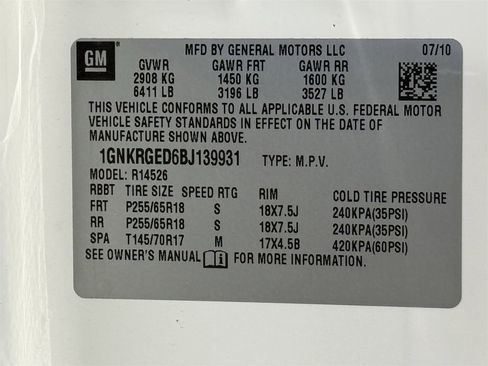 GM MFD BY GENERAL MOTORS LLC 07/10
GVWR GAWR FRT GAWR RR
2908 KG 1450 KG 1600 KG
6411 LB 3196 LB 3527 LB
THIS VEHICLE CONFORMS TO ALL APPLICABLE U.S. FEDERAL MOTOR
VEHICLE SAFETY STANDARDS IN EFFECT ON THE DATE OF
MANUFACTURE SHOWN ABOVE.
1GNKRGED6BJ139931 TYPE: M.P.V.
MODEL: R14526
RBBT TIRE SIZE SPEED RTG RIM COLD TIRE PRESSURE
FRT P255/65R18 S 18X7.5J 240KPA(35PSI)
RR P255/65R18 S 18X7.5J 240KPA(35PSI)
SPA T145/70R17 M 17X4.5B 420KPA(60PSI)
SEE OWNER'S MANUAL FOR MORE INFORMATION.